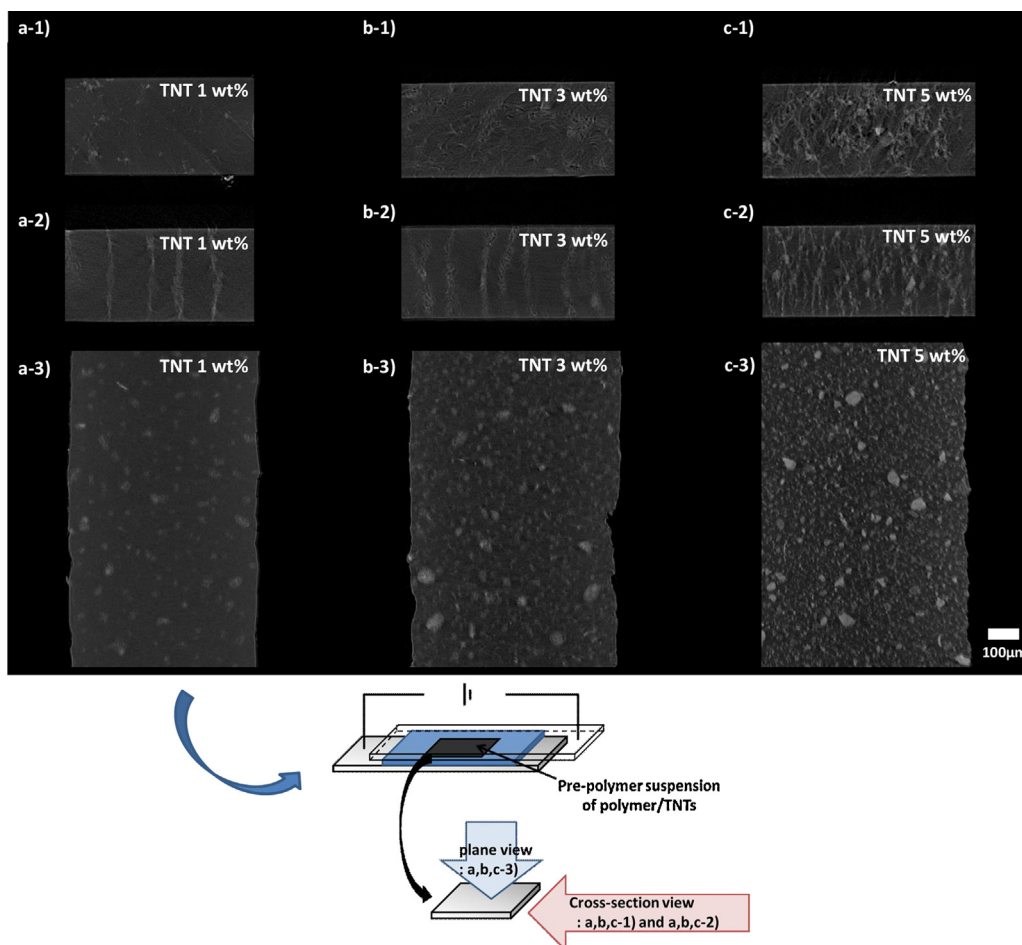 a-1)
b-1)
c-1)
TNT 1 wt%
TNT 3 wt%
TNT 5 wt%
a-2)
b-2)
c-2)
TNT 1 wt%
TNT 3 wt%
TNT 5 wt%
a-3)
b-3)
c-3)
TNT 1 wt%
TNT 3 wt%
TNT 5 wt%
100μm
Pre-polymer suspension
of polymer/TNTs
plane view
: a,b,c-3)
Cross-section view
: a,b,c-1) and a,b,c-2)